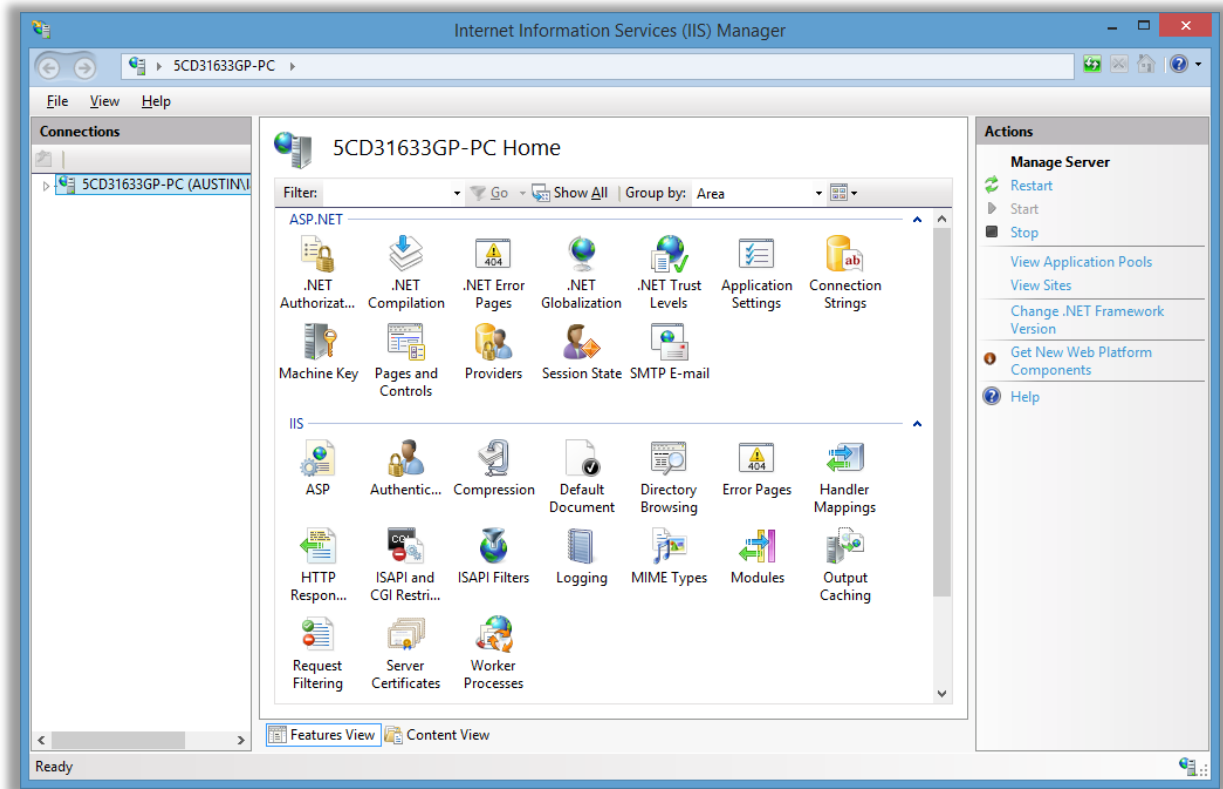 Internet Information Services (IIS) Manager
5CD31633GP-PC
File View Help
Connections
5CD31633GP-PC (AUSTIN\
5CD31633GP-PC Home
Filter: Go Show All Group by: Area
ASP.NET
.NET Authorizat...
.NET Compilation
.NET Error Pages
.NET Globalization
.NET Trust Levels
Application Settings
Connection Strings
Machine Key
Pages and Controls
Providers
Session State
SMTP E-mail
IIS
ASP
Authentic...
Compression
Default Document
Directory Browsing
Error Pages
Handler Mappings
HTTP Respon...
ISAPI and CGI Restri...
ISAPI Filters
Logging
MIME Types
Modules
Output Caching
Request Filtering
Server Certificates
Worker Processes
Features View Content View
Ready
Actions
Manage Server
Restart
Start
Stop
View Application Pools
View Sites
Change .NET Framework
Version
Get New Web Platform
Components
Help